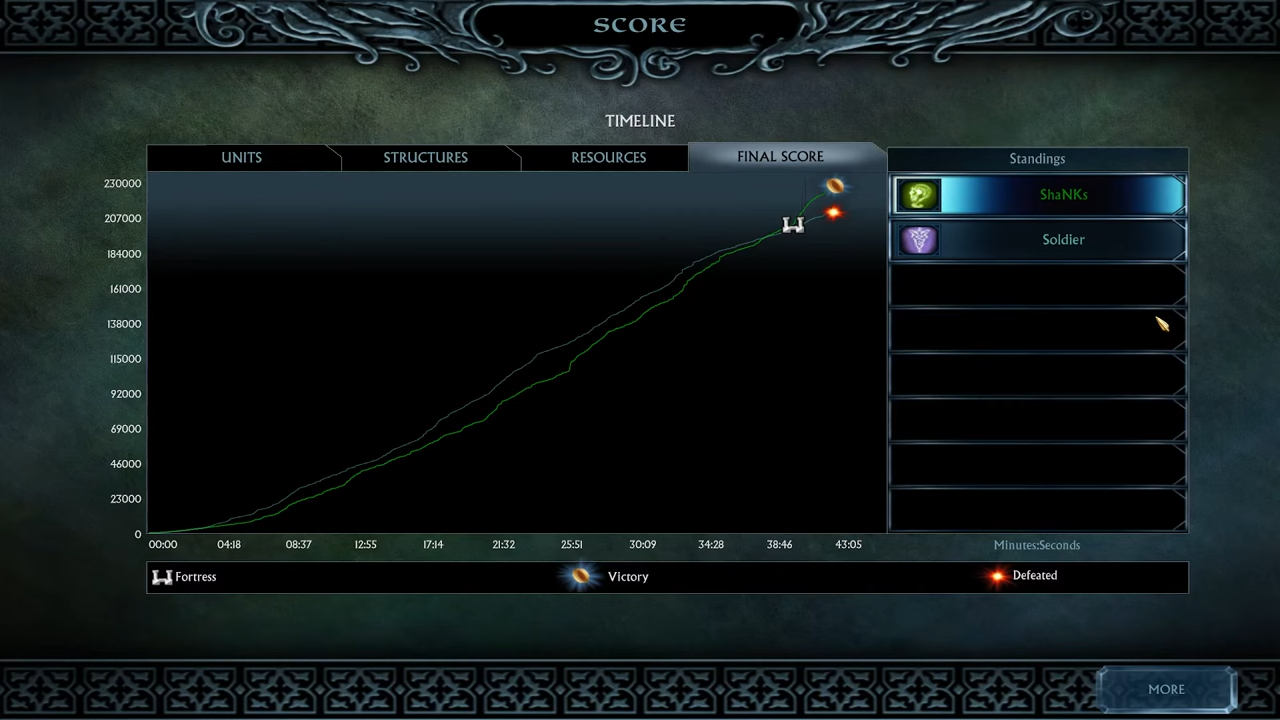 SCORE
TIMELINE
UNITS
STRUCTURES
RESOURCES
FINAL SCORE
Standings
ShaNKs
Soldier
230000
207000
184000
161000
138000
115000
92000
69000
46000
23000
0
00:00 04:18 08:37 12:55 17:14 21:32 25:51 30:09 34:28 38:46 43:05
Minutes:Seconds
Fortress Victory Defeated
MORE